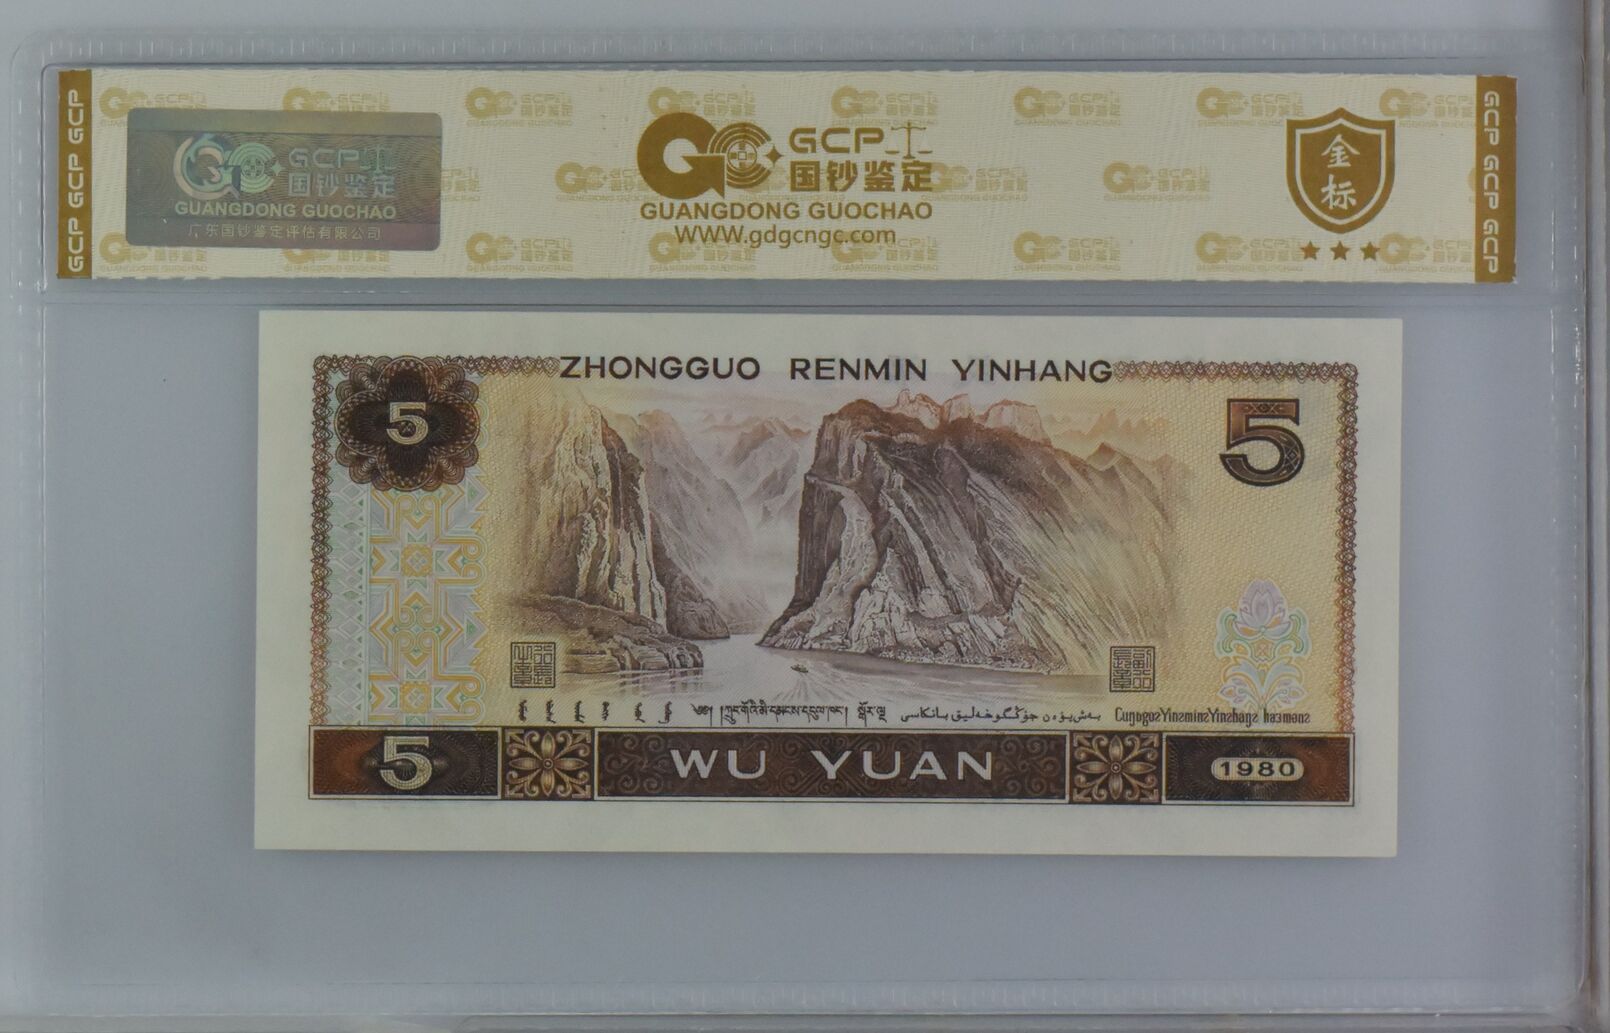 GCP GCP GCP
GCP
国钞鉴定
GUANGDONG GUOCHAO
广东国钞鉴定评估有限公司
GCP
国钞鉴定
GUANGDONG GUOCHAO
WWW.gdgcngc.com
金
标
GCP GCP GCP
ZHONGGUO RENMIN YINHANG
5
5
5
WU YUAN
1980